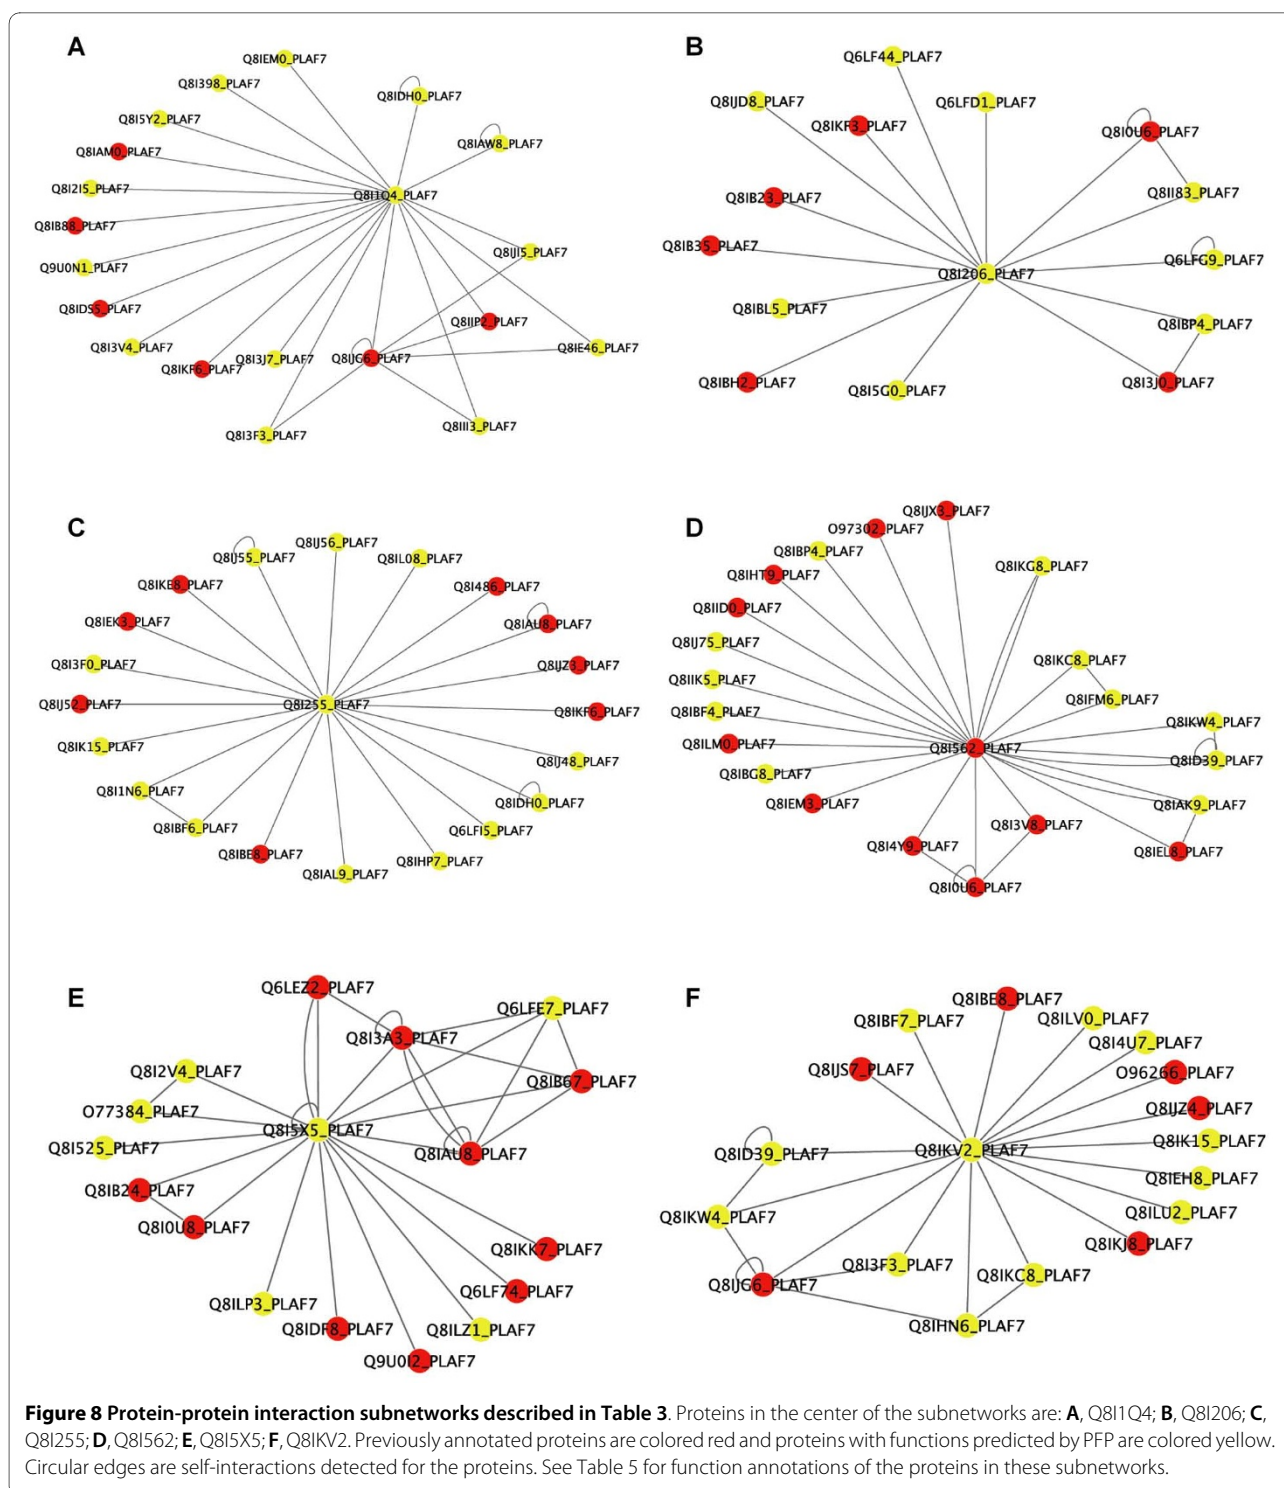 A
Q8IEM0_PLAF7
Q8I398_PLAF7
Q8IDH0_PLAF7
Q8I5Y2_PLAF7
Q8IAW8_PLAF7
Q8IAM0_PLAF7
Q8I2I5_PLAF7
Q8I1Q4_PLAF7
Q8IB88_PLAF7
Q8IJI5_PLAF7
Q9U0N1_PLAF7
Q8IDS5_PLAF7
Q8IIP2_PLAF7
Q8I3V4_PLAF7
Q8IKF6_PLAF7
Q8I3J7_PLAF7
Q8IJG6_PLAF7
Q8IE46_PLAF7
Q8I3F3_PLAF7
Q8III3_PLAF7
B
Q6LF44_PLAF7
Q8IJD8_PLAF7
Q6LFD1_PLAF7
Q8IKF3_PLAF7
Q8I0U6_PLAF7
Q8IB23_PLAF7
Q8II83_PLAF7
Q8IB35_PLAF7
Q6LFG9_PLAF7
Q8I206_PLAF7
Q8IBL5_PLAF7
Q8IBP4_PLAF7
Q8IBH2_PLAF7
Q8I5G0_PLAF7
Q8I3J0_PLAF7
C
Q8IJ56_PLAF7
Q8IJ55_PLAF7
Q8IL08_PLAF7
Q8IKE8_PLAF7
Q8I486_PLAF7
Q8IEK3_PLAF7
Q8IAU8_PLAF7
Q8I3F0_PLAF7
Q8IJZ3_PLAF7
Q8IJ52_PLAF7
Q8I255_PLAF7
Q8IKF6_PLAF7
Q8IK15_PLAF7
Q8IJ48_PLAF7
Q8I1N6_PLAF7
Q8IDH0_PLAF7
Q8IBF6_PLAF7
Q6LFI5_PLAF7
Q8IBE8_PLAF7
Q8IHP7_PLAF7
Q8IAL9_PLAF7
D
Q8IJX3_PLAF7
O97302_PLAF7
Q8IBP4_PLAF7
Q8IKG8_PLAF7
Q8IHT9_PLAF7
Q8IID0_PLAF7
Q8IJ75_PLAF7
Q8IKC8_PLAF7
Q8IIK5_PLAF7
Q8IFM6_PLAF7
Q8IBF4_PLAF7
Q8IKW4_PLAF7
Q8ILM0_PLAF7
Q8I562_PLAF7
Q8ID39_PLAF7
Q8IBG8_PLAF7
Q8IEM3_PLAF7
Q8IAK9_PLAF7
Q8I3V8_PLAF7
Q8I4Y9_PLAF7
Q8IEL8_PLAF7
Q8I0U6_PLAF7
E
Q6LEZ2_PLAF7
Q6LFE7_PLAF7
Q8I3A3_PLAF7
Q8I2V4_PLAF7
Q8IB67_PLAF7
O77384_PLAF7
Q8I5X5_PLAF7
Q8I525_PLAF7
Q8IAU8_PLAF7
Q8IB24_PLAF7
Q8I0U8_PLAF7
Q8IKK7_PLAF7
Q6LF74_PLAF7
Q8ILP3_PLAF7
Q8IDF8_PLAF7
Q8ILZ1_PLAF7
Q9U0I2_PLAF7
F
Q8IBE8_PLAF7
Q8IBF7_PLAF7
Q8ILV0_PLAF7
Q8I4U7_PLAF7
Q8IJS7_PLAF7
O96266_PLAF7
Q8IJZ4_PLAF7
Q8IK15_PLAF7
Q8ID39_PLAF7
Q8IKV2_PLAF7
Q8IEH8_PLAF7
Q8ILU2_PLAF7
Q8IKW4_PLAF7
Q8IKJ8_PLAF7
Q8I3F3_PLAF7
Q8IKC8_PLAF7
Q8IJG6_PLAF7
Q8IHN6_PLAF7
Figure 8 Protein-protein interaction subnetworks described in Table 3. Proteins in the center of the subnetworks are: A, Q8I1Q4; B, Q8I206; C,
Q8I255; D, Q8I562; E, Q8I5X5; F, Q8IKV2. Previously annotated proteins are colored red and proteins with functions predicted by PFP are colored yellow.
Circular edges are self-interactions detected for the proteins. See Table 5 for function annotations of the proteins in these subnetworks.